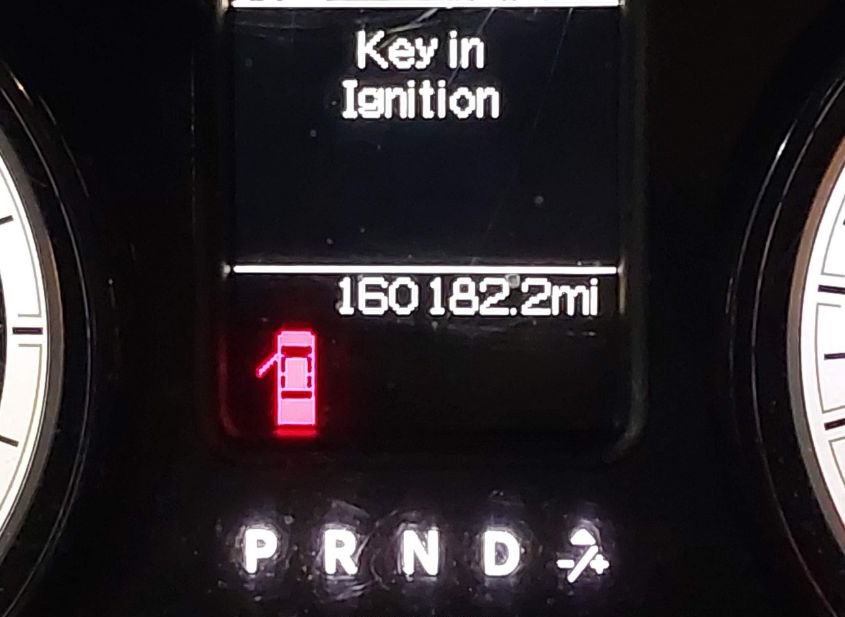 Key in
Ignition
160182.2mi
P R N D -/+